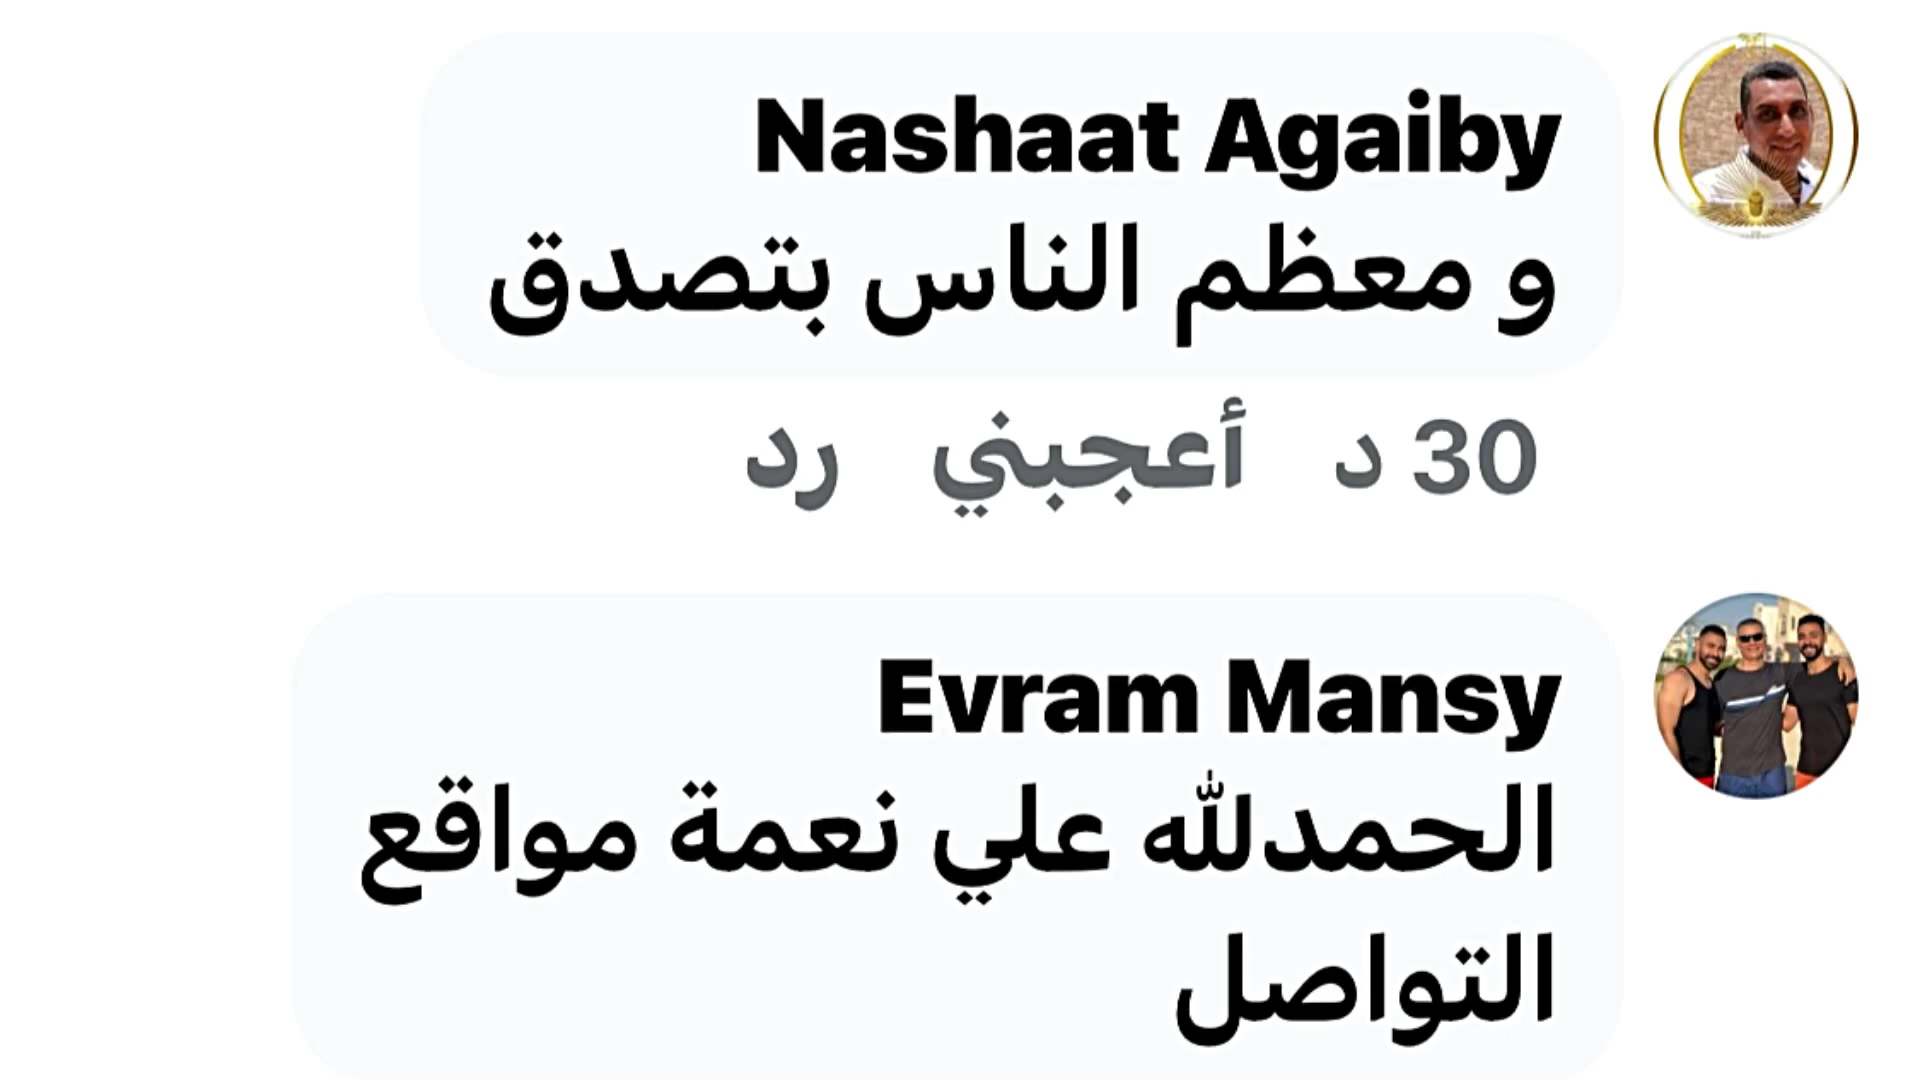 Nashaat Agaiby
و معظم الناس بتصدق
30 د أعجبني رد
Evram Mansy
الحمدلله علي نعمة مواقع
التواصل